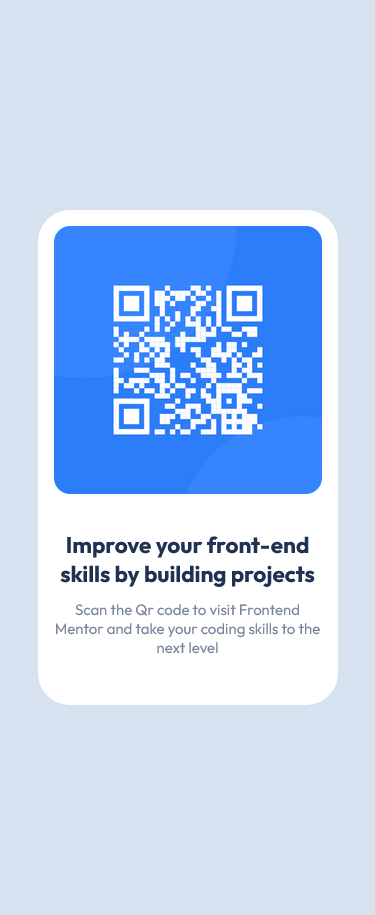 Improve your front-end
skills by building projects
Scan the Qr code to visit Frontend
Mentor and take your coding skills to the
next level